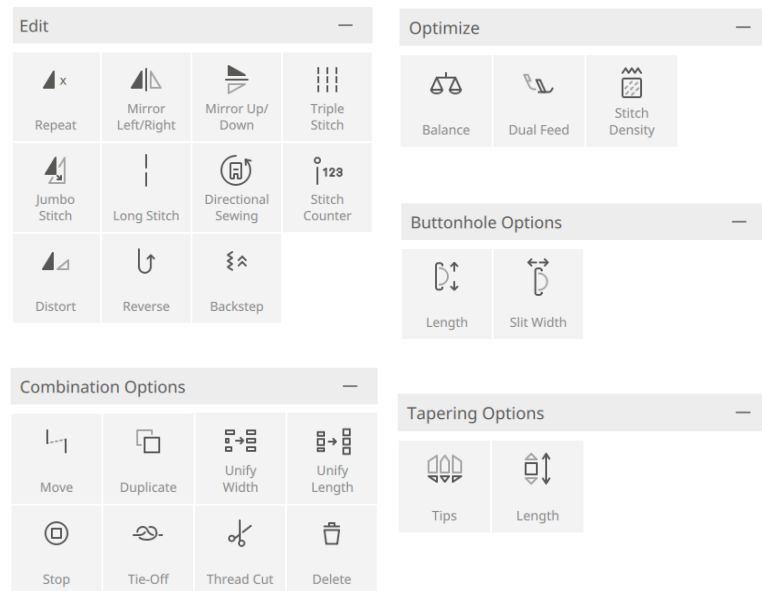 Edit
x
Repeat
Mirror
Left/Right
Mirror Up/
Down
Triple
Stitch
Jumbo
Stitch
Long Stitch
Directional
Sewing
123
Stitch
Counter
Distort
Reverse
Backstep
Optimize
Balance
Dual Feed
Stitch
Density
Buttonhole Options
Length
Slit Width
Combination Options
Move
Duplicate
Unify
Width
Unify
Length
Stop
Tie-Off
Thread Cut
Delete
Tapering Options
Tips
Length